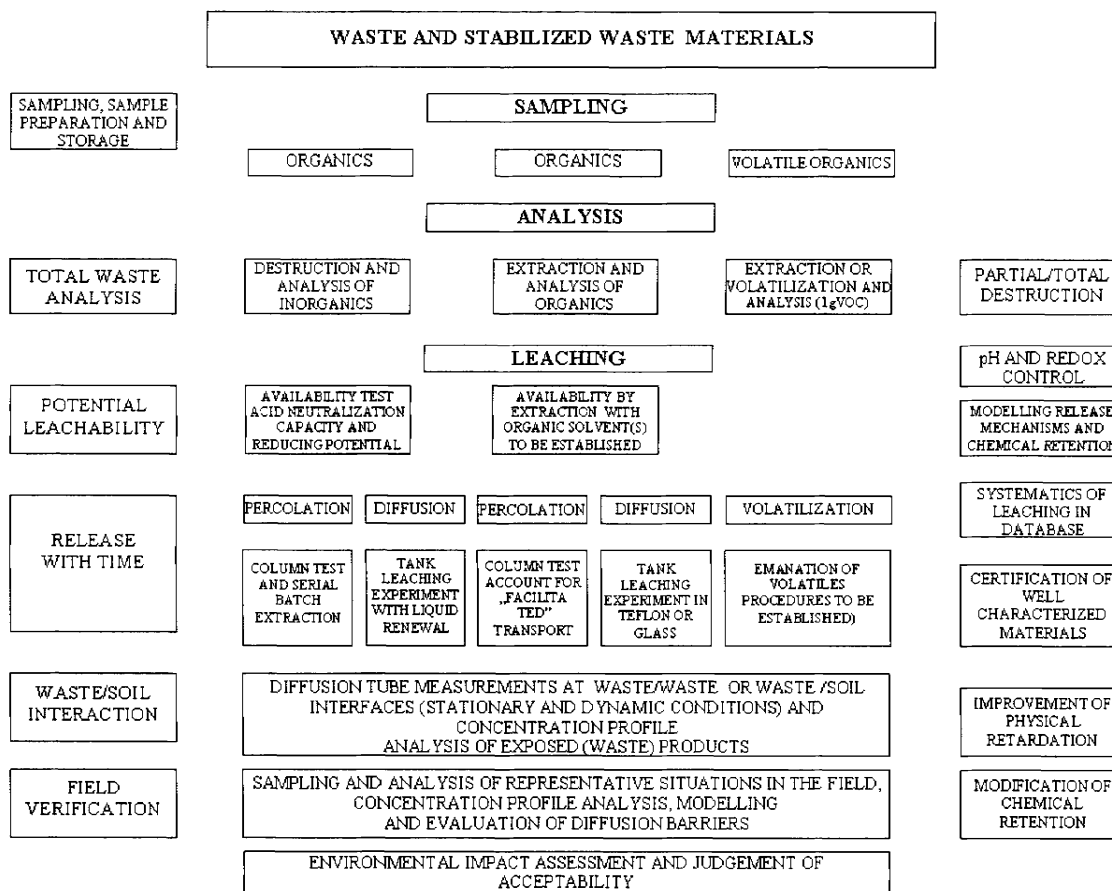 WASTE AND STABILIZED WASTE MATERIALS
SAMPLING, SAMPLE
PREPARATION AND
STORAGE
SAMPLING
ORGANICS
ORGANICS
VOLATILE ORGANICS
ANALYSIS
TOTAL WASTE
ANALYSIS
DESTRUCTION AND
ANALYSIS OF
INORGANICS
EXTRACTION AND
ANALYSIS OF
ORGANICS
EXTRACTION OR
VOLATILIZATION AND
ANALYSIS (1gVOC)
PARTIAL/TOTAL
DESTRUCTION
LEACHING
pH AND REDOX
CONTROL
POTENTIAL
LEACHABILITY
AVAILABILITY TEST
ACID NEUTRALIZATION
CAPACITY AND
REDUCING POTENTIAL
AVAILABILITY BY
EXTRACTION WITH
ORGANIC SOLVENT(S)
TO BE ESTABLISHED
MODELLING RELEASE
MECHANISMS AND
CHEMICAL RETENTION
RELEASE
WITH TIME
PERCOLATION
DIFFUSION
PERCOLATION
DIFFUSION
VOLATILIZATION
SYSTEMATICS OF
LEACHING IN
DATABASE
COLUMN TEST
AND SERIAL
BATCH
EXTRACTION
TANK
LEACHING
EXPERIMENT
WITH LIQUID
RENEWAL
COLUMN TEST
ACCOUNT FOR
„FACILITA
TED”
TRANSPORT
TANK
LEACHING
EXPERIMENT IN
TEFLON OR
GLASS
EMANATION OF
VOLATILES
PROCEDURES TO BE
ESTABLISHED)
CERTIFICATION OF
WELL
CHARACTERIZED
MATERIALS
WASTE/SOIL
INTERACTION
DIFFUSION TUBE MEASUREMENTS AT WASTE/WASTE OR WASTE /SOIL
INTERFACES (STATIONARY AND DYNAMIC CONDITIONS) AND
CONCENTRATION PROFILE
ANALYSIS OF EXPOSED (WASTE) PRODUCTS
IMPROVEMENT OF
PHYSICAL
RETARDATION
FIELD
VERIFICATION
SAMPLING AND ANALYSIS OF REPRESENTATIVE SITUATIONS IN THE FIELD,
CONCENTRATION PROFILE ANALYSIS, MODELLING
AND EVALUATION OF DIFFUSION BARRIERS
MODIFICATION OF
CHEMICAL
RETENTION
ENVIRONMENTAL IMPACT ASSESSMENT AND JUDGEMENT OF
ACCEPTABILITY